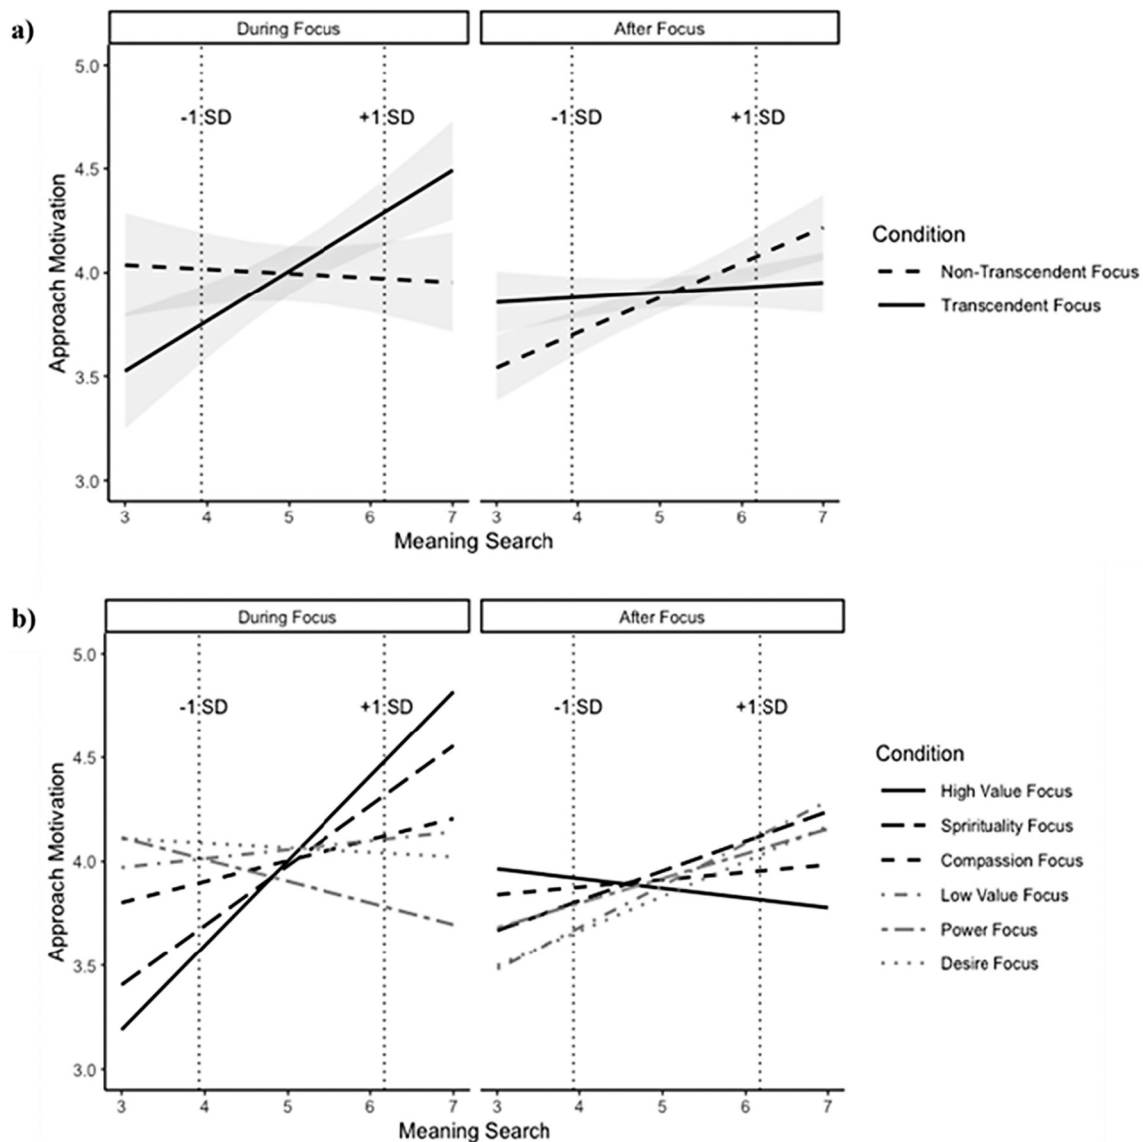 a)
During Focus
After Focus
5.0
4.5
4.0
3.5
3.0
-1 SD
+1 SD
-1 SD
+1 SD
Approach Motivation
3 4 5 6 7
3 4 5 6 7
Meaning Search
Condition
Non-Transcendent Focus
Transcendent Focus
b)
During Focus
After Focus
5.0
4.5
4.0
3.5
3.0
-1 SD
+1 SD
-1 SD
+1 SD
Approach Motivation
3 4 5 6 7
3 4 5 6 7
Meaning Search
Condition
High Value Focus
Sprirituality Focus
Compassion Focus
Low Value Focus
Power Focus
Desire Focus